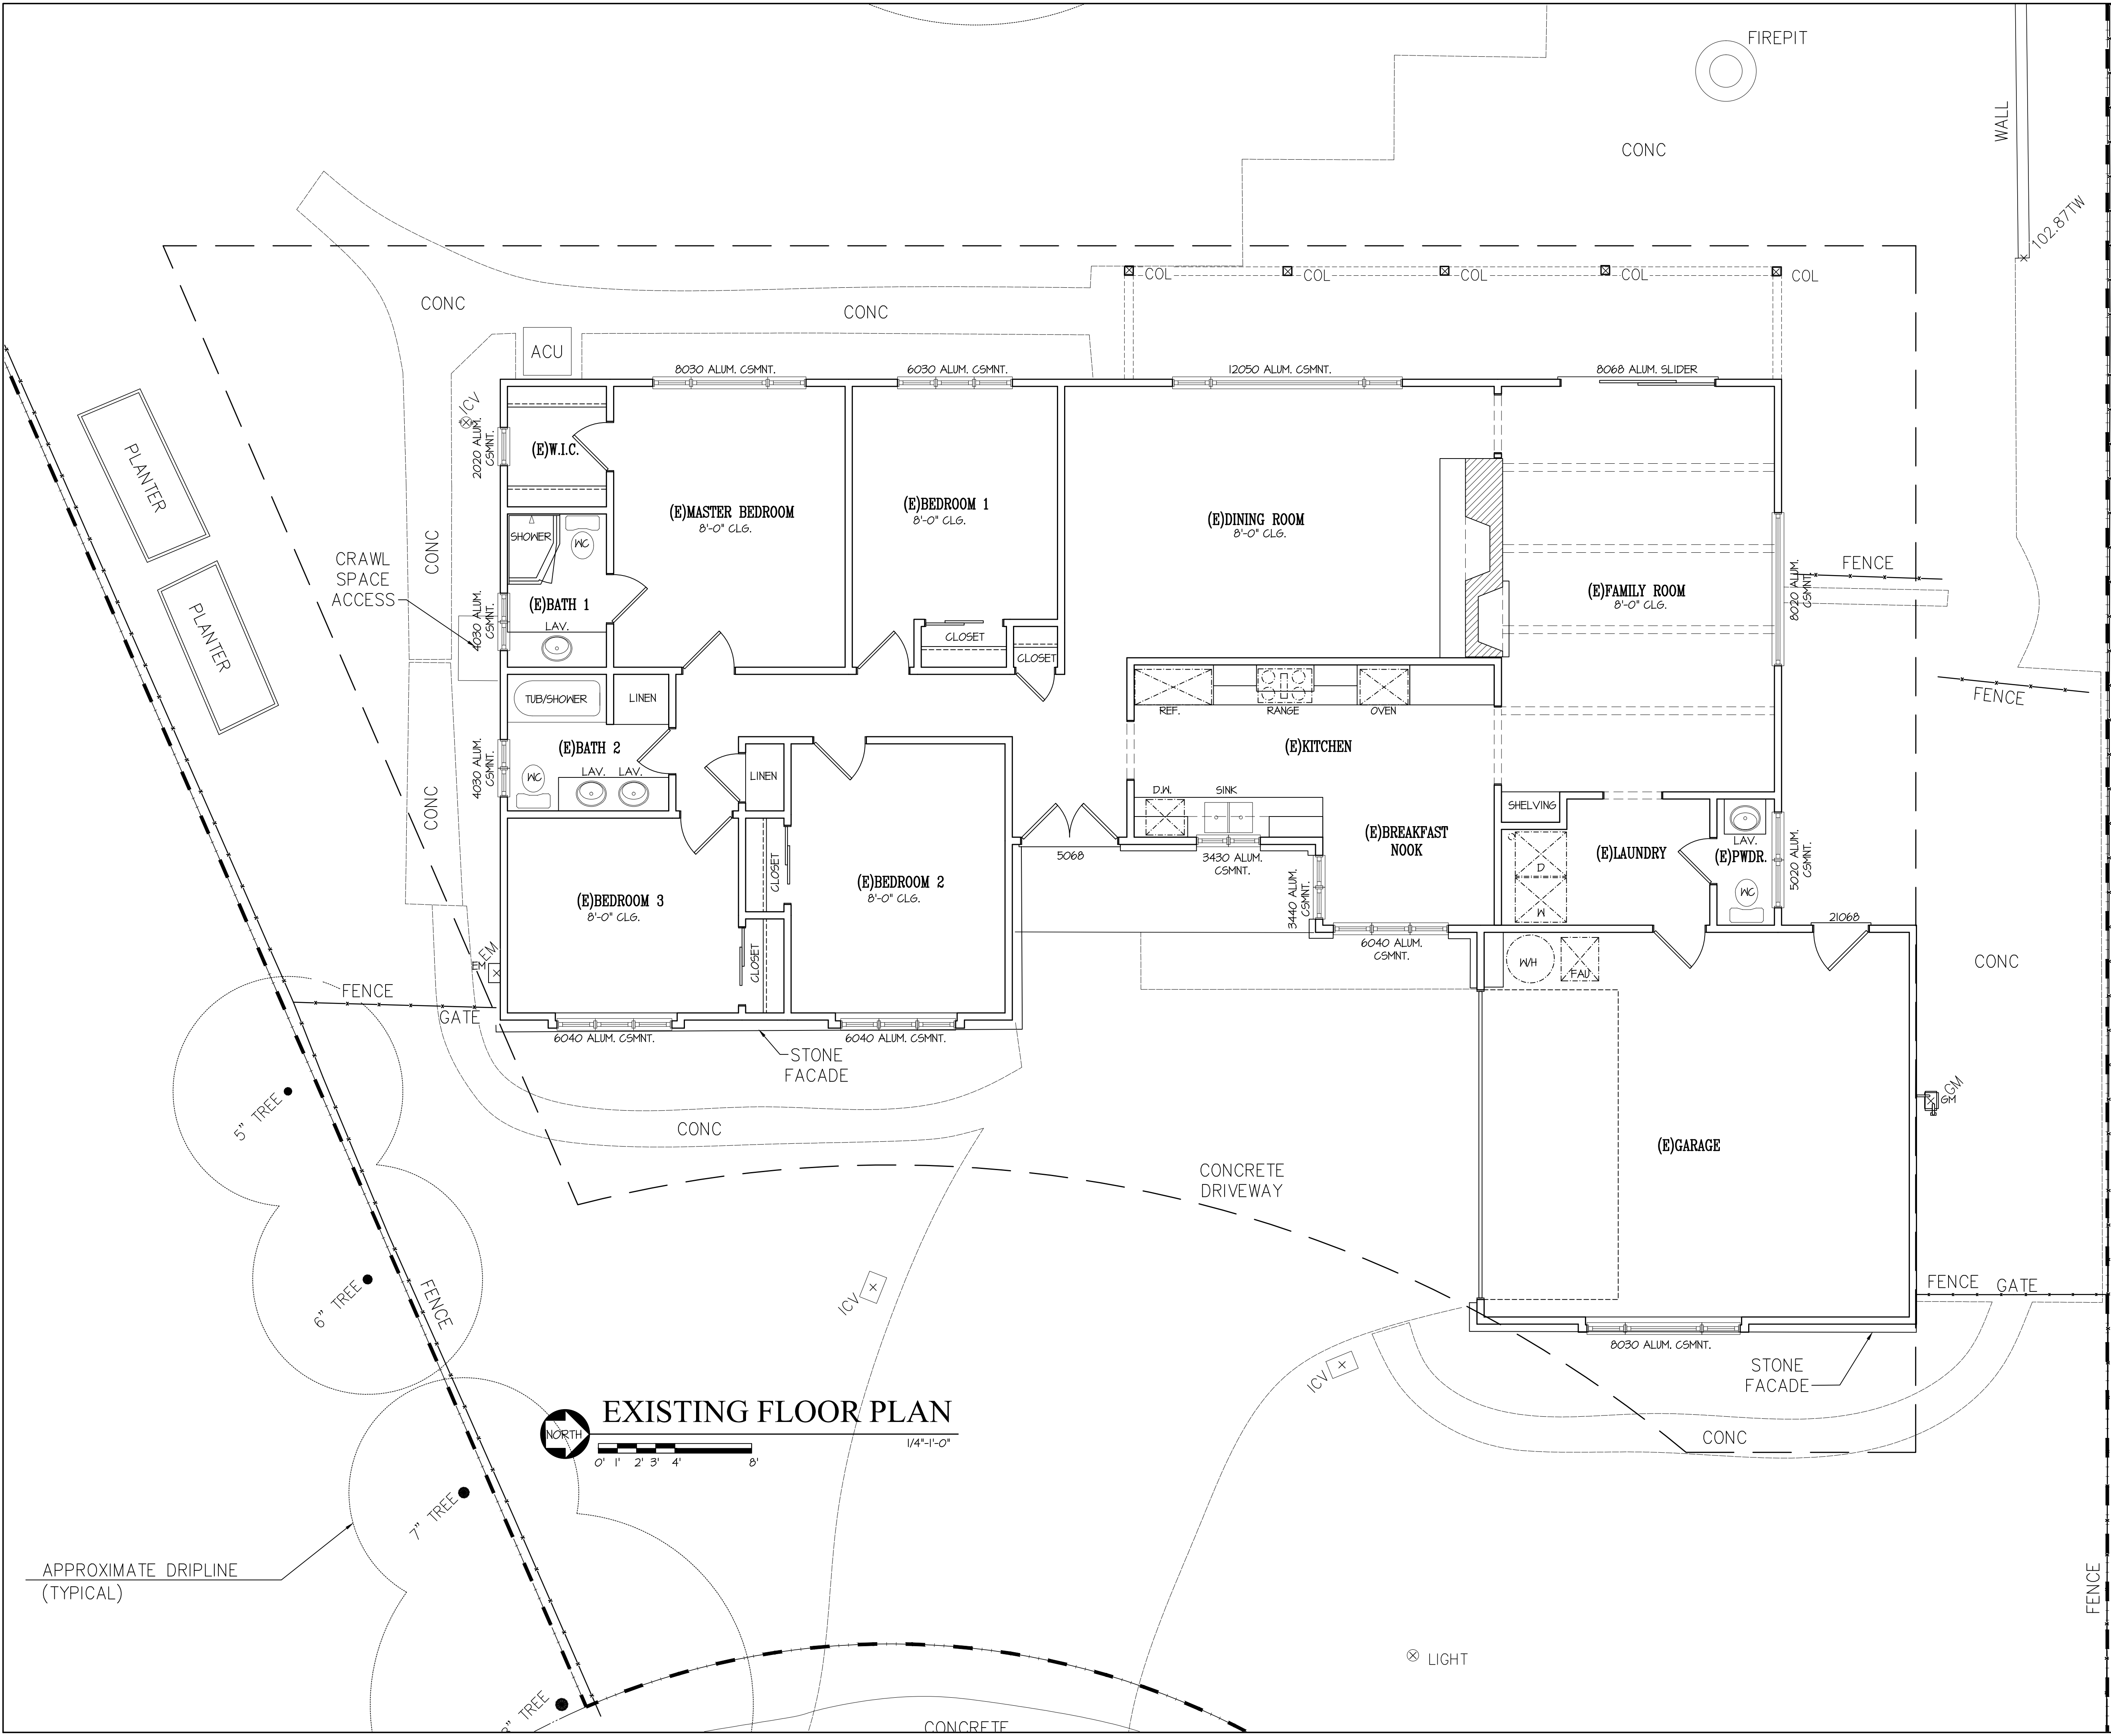 FIREPIT
WALL
CONC
102.87TW
COL
COL
COL
COL
COL
CONC
CONC
ACU
8030 ALUM. CSMNT.
6030 ALUM. CSMNT.
12050 ALUM. CSMNT.
8068 ALUM. SLIDER
ICV
2020 ALUM.
CSMNT.
(E)W.I.C.
PLANTER
(E)MASTER BEDROOM
8'-0" CLG.
(E)BEDROOM 1
8'-0" CLG.
(E)DINING ROOM
8'-0" CLG.
SHOWER
WC
CONC
CRAWL
SPACE
ACCESS
4030 ALUM.
CSMNT.
(E)BATH 1
LAV.
(E)FAMILY ROOM
8'-0" CLG.
8020 ALUM.
CSMNT.
FENCE
PLANTER
CLOSET
CLOSET
FENCE
TUB/SHOWER
LINEN
REF.
RANGE
OVEN
(E)BATH 2
4030 ALUM.
CSMNT.
WC
LAV.
LAV.
LINEN
(E)KITCHEN
CONC
D.W.
SINK
SHELVING
LAV.
(E)PWDR.
WC
5020 ALUM.
CSMNT.
(E)BREAKFAST
NOOK
(E)LAUNDRY
D
W
5068
3430 ALUM.
CSMNT.
3440 ALUM.
CSMNT.
CLOSET
(E)BEDROOM 2
8'-0" CLG.
(E)BEDROOM 3
8'-0" CLG.
CLOSET
21068
6040 ALUM.
CSMNT.
EM
EM
W/H
FAU
CONC
FENCE
GATE
6040 ALUM. CSMNT.
6040 ALUM. CSMNT.
STONE
FACADE
5" TREE
CONC
GM
GM
(E)GARAGE
CONCRETE
DRIVEWAY
6" TREE
FENCE
ICV
FENCE
GATE
8030 ALUM. CSMNT.
ICV
STONE
FACADE
EXISTING FLOOR PLAN
NORTH
1/4"-1'-0"
0' 1' 2' 3' 4' 8'
CONC
7" TREE
APPROXIMATE DRIPLINE
(TYPICAL)
FENCE
LIGHT
TREE
CONCRETE